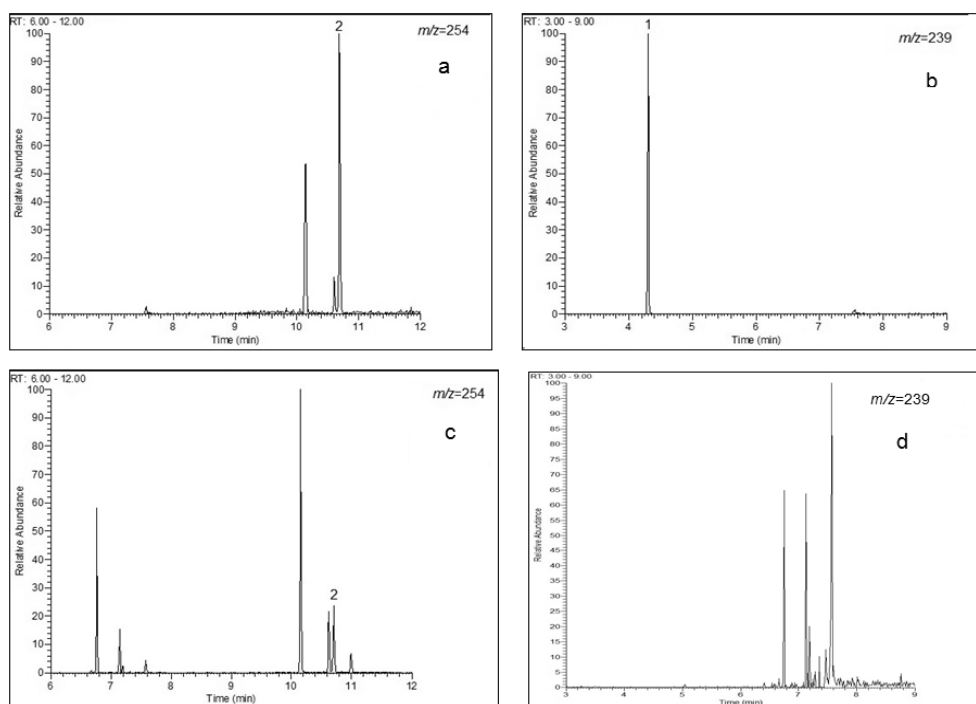 RT: 6.00 - 12.00
m/z=254
a
2
100
90
80
70
60
50
40
30
20
10
0
Relative Abundance
6 7 8 9 10 11 12
Time (min)
RT: 3.00 - 9.00
m/z=239
b
1
100
90
80
70
60
50
40
30
20
10
0
Relative Abundance
3 4 5 6 7 8 9
Time (min)
RT: 6.00 - 12.00
m/z=254
c
2
100
90
80
70
60
50
40
30
20
10
0
Relative Abundance
6 7 8 9 10 11 12
Time (min)
RT: 3.00 - 9.00
m/z=239
d
100
95
90
85
80
75
70
65
60
55
50
45
40
35
30
25
20
15
10
5
0
Relative Abundance
3 4 5 6 7 8 9
Time (min)